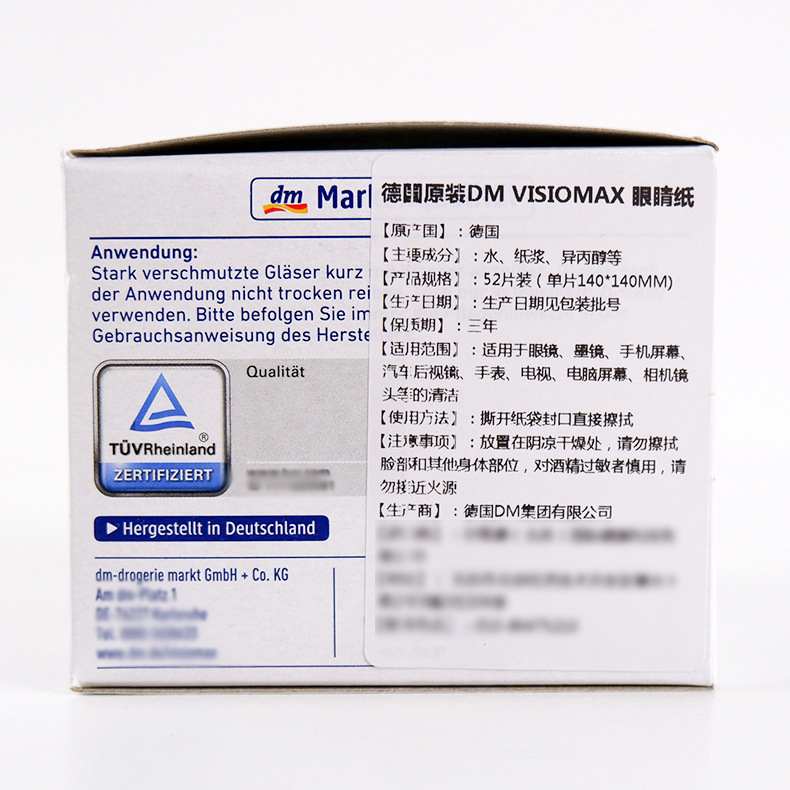 dm Mark
Anwendung:
Stark verschmutzte Gläser kurz
der Anwendung nicht trocken rei
verwenden. Bitte befolgen Sie im
Gebrauchsanweisung des Herste
Qualität
TÜVRheinland®
ZERTIFIZIERT
Hergestellt in Deutschland
dm-drogerie markt GmbH + Co. KG
Am dm-Platz 1
德国原装DM VISIOMAX 眼睛纸
【原产国】：德国
【主要成分】：水、纸浆、异丙醇等
【产品规格】：52片装（单片140*140MM)
【生产日期】：生产日期见包装批号
【保质期】：三年
【适用范围】：适用于眼镜、墨镜、手机屏幕、
汽车后视镜、手表、电视、电脑屏幕、相机镜
头等的清洁
【使用方法】：撕开纸袋封口直接擦拭
【注意事项】：放置在阴凉干燥处，请勿擦拭
脸部和其他身体部位，对酒精过敏者慎用，请
勿接近火源
【生产商】：德国DM集团有限公司